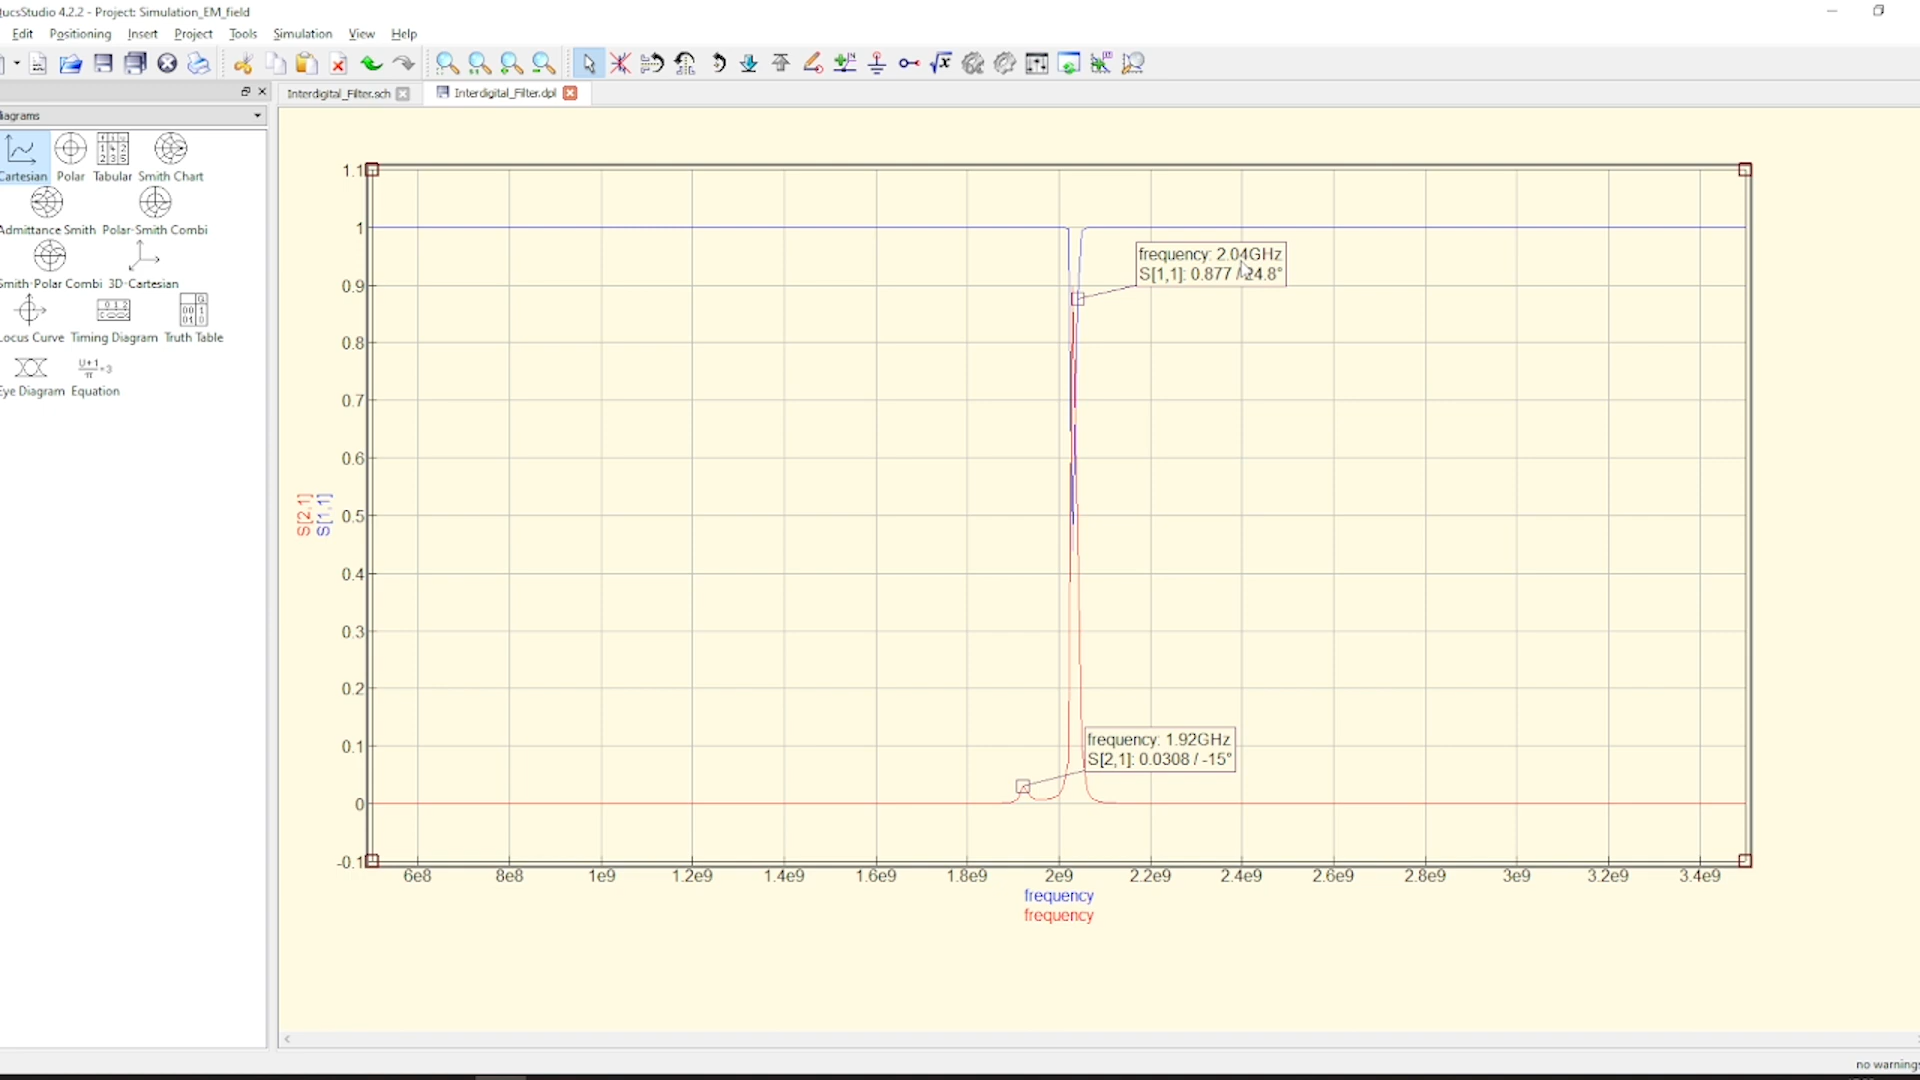 ucsStudio 4.2.2 - Project: Simulation_EM_field
Edit Positioning Insert Project Tools Simulation View Help
Interdigital_Filter.sch Interdigital_Filter.dpl
iagrams
Cartesian Polar Tabular Smith Chart
Admittance Smith Polar-Smith Combi
Smith-Polar Combi 3D-Cartesian
Locus Curve Timing Diagram Truth Table
Eye Diagram Equation
1.1
1
0.9
0.8
0.7
0.6
0.5
0.4
0.3
0.2
0.1
0
-0.1
S[2,1]
S[1,1]
frequency: 2.04GHz
S[1,1]: 0.877 / 24.8°
frequency: 1.92GHz
S[2,1]: 0.0308 / -15°
6e8 8e8 1e9 1.2e9 1.4e9 1.6e9 1.8e9 2e9 2.2e9 2.4e9 2.6e9 2.8e9 3e9 3.2e9 3.4e9
frequency
frequency
no warnings